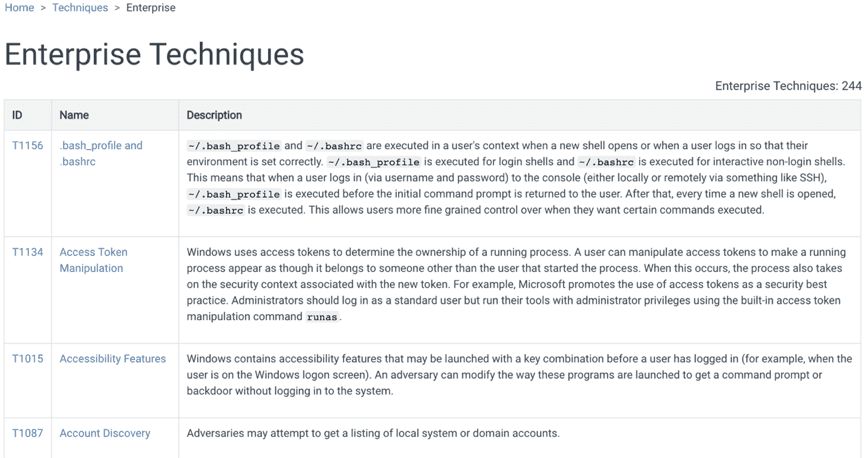 Home > Techniques > Enterprise
Enterprise Techniques
Enterprise Techniques: 244
ID Name Description
T1156 .bash_profile and .bashrc
~/.bash_profile and ~/.bashrc are executed in a user's context when a new shell opens or when a user logs in so that their
environment is set correctly. ~/.bash_profile is executed for login shells and ~/.bashrc is executed for interactive non-login shells.
This means that when a user logs in (via username and password) to the console (either locally or remotely via something like SSH),
~/.bash_profile is executed before the initial command prompt is returned to the user. After that, every time a new shell is opened,
~/.bashrc is executed. This allows users more fine grained control over when they want certain commands executed.
T1134 Access Token Manipulation
Windows uses access tokens to determine the ownership of a running process. A user can manipulate access tokens to make a running
process appear as though it belongs to someone other than the user that started the process. When this occurs, the process also takes
on the security context associated with the new token. For example, Microsoft promotes the use of access tokens as a security best
practice. Administrators should log in as a standard user but run their tools with administrator privileges using the built-in access token
manipulation command runas.
T1015 Accessibility Features
Windows contains accessibility features that may be launched with a key combination before a user has logged in (for example, when the
user is on the Windows logon screen). An adversary can modify the way these programs are launched to get a command prompt or
backdoor without logging in to the system.
T1087 Account Discovery
Adversaries may attempt to get a listing of local system or domain accounts.